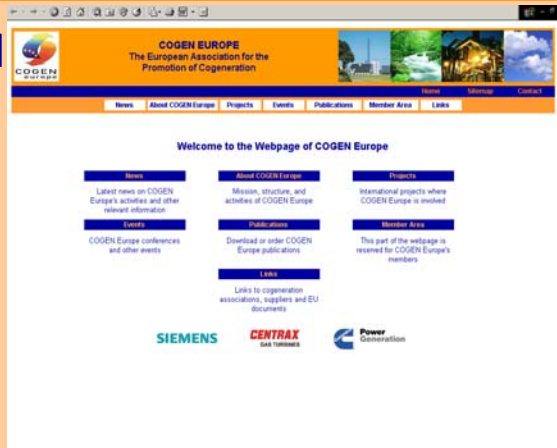 COGEN EUROPE
The European Association for the
Promotion of Cogeneration
COGEN
europe
Home Sitemap Contact
News About COGEN Europe Projects Events Publications Member Area Links
Welcome to the Webpage of COGEN Europe
News About COGEN Europe Projects
Latest news on COGEN Mission, structure, and International projects where
Europe's activities and other activities of COGEN Europe COGEN Europe is involved
relevant information
Events Publications Member Area
COGEN Europe conferences Download or order COGEN This part of the webpage is
and other events Europe publications reserved for COGEN Europe's
members
Links
Links to cogeneration
associations, suppliers and EU
documents
SIEMENS CENTRAX Power
GAS TURBINES Generation